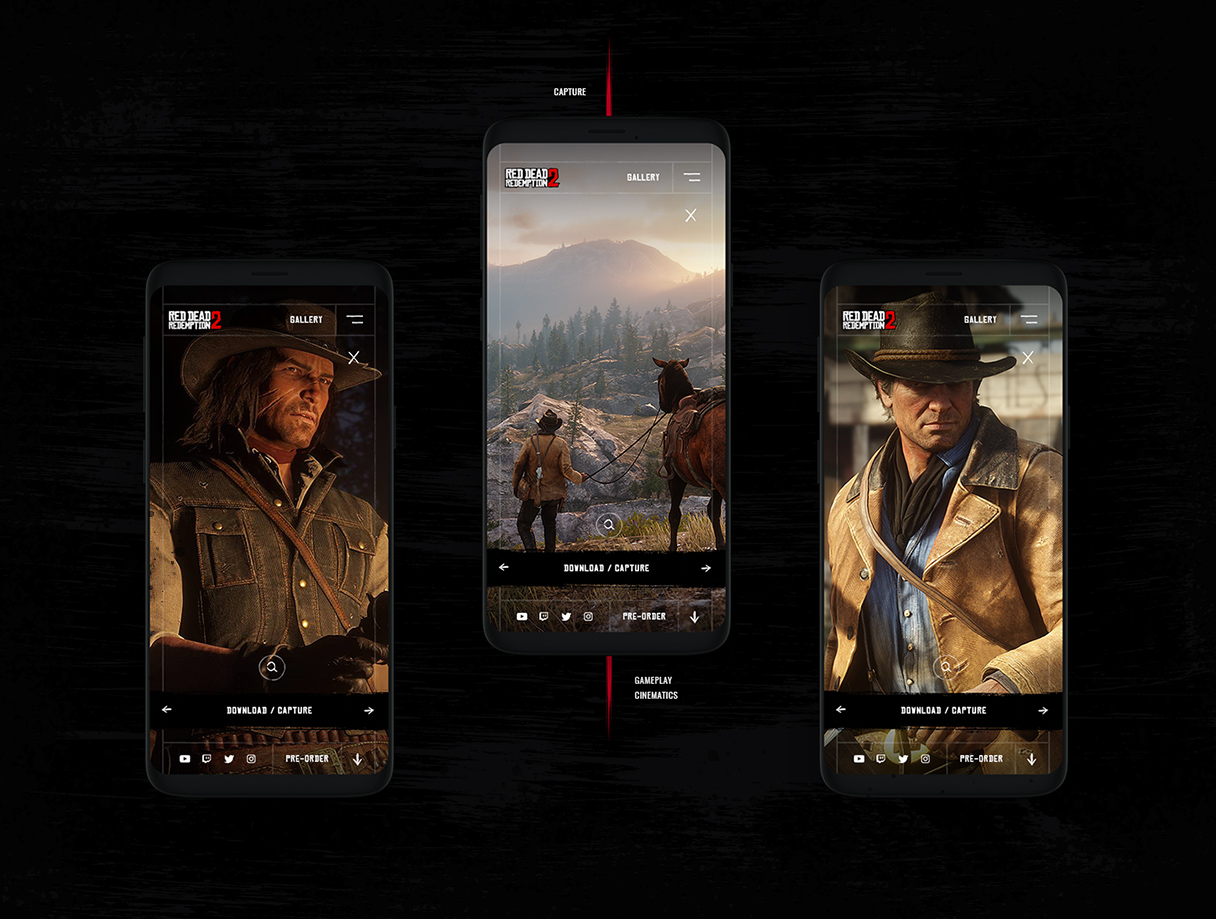 CAPTURE
RED DEAD
REDEMPTION 2
GALLERY
DOWNLOAD / CAPTURE
PRE-ORDER
GAMEPLAY
CINEMATICS
RED DEAD
REDEMPTION 2
GALLERY
DOWNLOAD / CAPTURE
PRE-ORDER
RED DEAD
REDEMPTION 2
GALLERY
DOWNLOAD / CAPTURE
PRE-ORDER